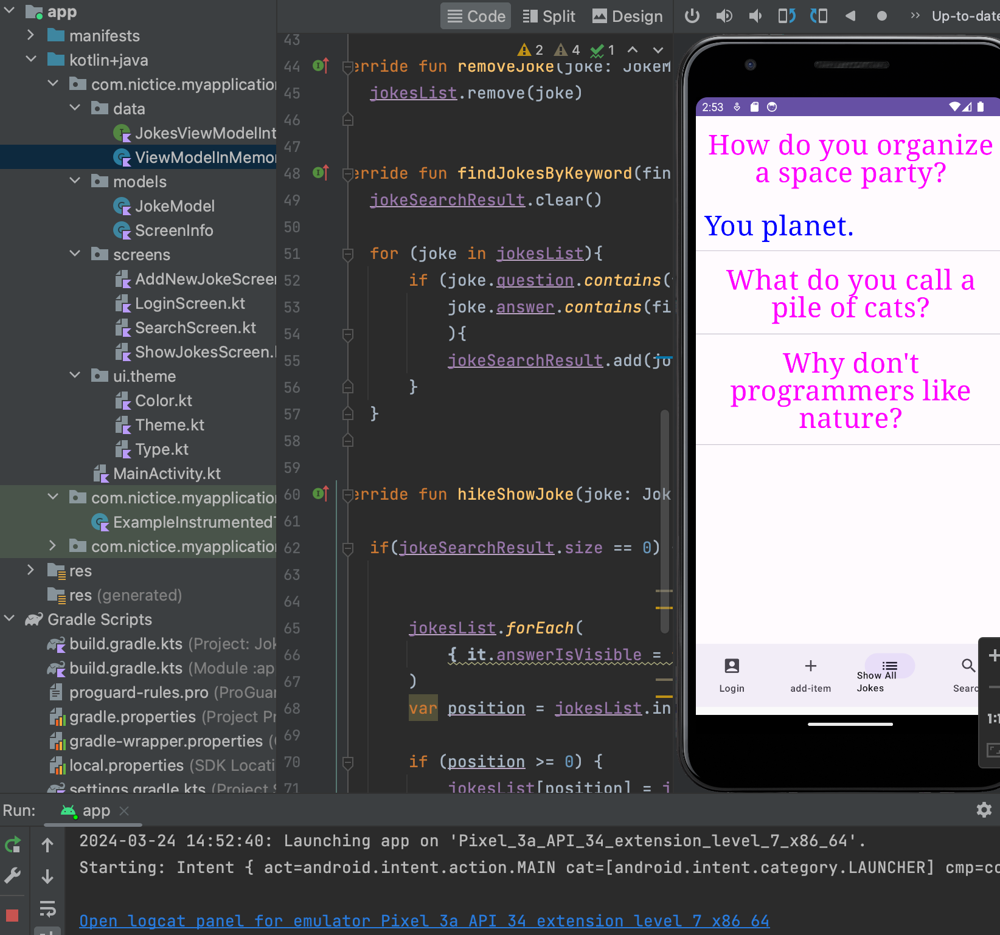 app
manifests
kotlin+java
com.nictice.myapplication
data
JokesViewModelInt
ViewModelInMemor
models
JokeModel
ScreenInfo
screens
AddNewJokeScreen
LoginScreen.kt
SearchScreen.kt
ShowJokesScreen.
ui.theme
Color.kt
Theme.kt
Type.kt
MainActivity.kt
com.nictice.myapplication
ExampleInstrumentedT
com.nictice.myapplication
res
res (generated)
Gradle Scripts
build.gradle.kts (Project: Jok
build.gradle.kts (Module :ap
proguard-rules.pro (ProGuar
gradle.properties (Project Pr
gradle-wrapper.properties (
local.properties (SDK Locati
settings.gradle.kts (Project S
Code Split Design
2 4 1
43
44 erride fun removeJoke(joke: JokeM
45 jokesList.remove(joke)
46
47
48 erride fun findJokesByKeyword(fin
49 jokeSearchResult.clear()
50
51 for (joke in jokesList){
52 if (joke.question.contains(
53 joke.answer.contains(fi
54 ){
55 jokeSearchResult.add(jo
56 }
57 }
58
59
60 erride fun hikeShowJoke(joke: Jok
61
62 if(jokeSearchResult.size == 0)
63
64
65 jokesList.forEach(
66 { it.answerIsVisible =
67 )
68 var position = jokesList.in
69
70 if (position >= 0) {
71 jokesList[position] = j
Up-to-date
2:53
How do you organize
a space party?
You planet.
What do you call a
pile of cats?
Why don't
programmers like
nature?
Login
add-item
Show All
Jokes
Searc
1:1
Run: app
2024-03-24 14:52:40: Launching app on 'Pixel_3a_API_34_extension_level_7_x86_64'.
Starting: Intent { act=android.intent.action.MAIN cat=[android.intent.category.LAUNCHER] cmp=co
Open logcat panel for emulator Pixel 3a API 34 extension level 7 x86 64